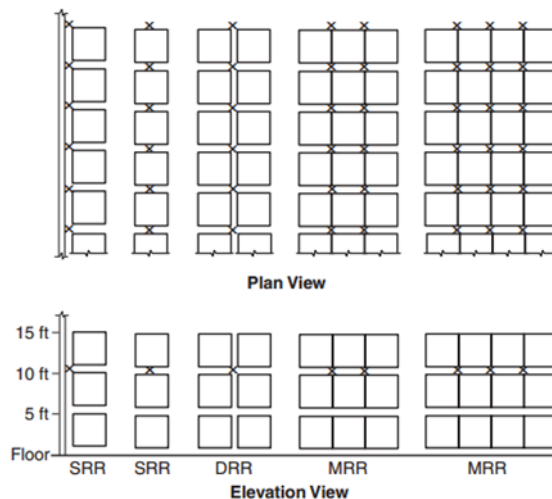 Plan View
15 ft
10 ft
5 ft
Floor
SRR SRR DRR MRR MRR
Elevation View